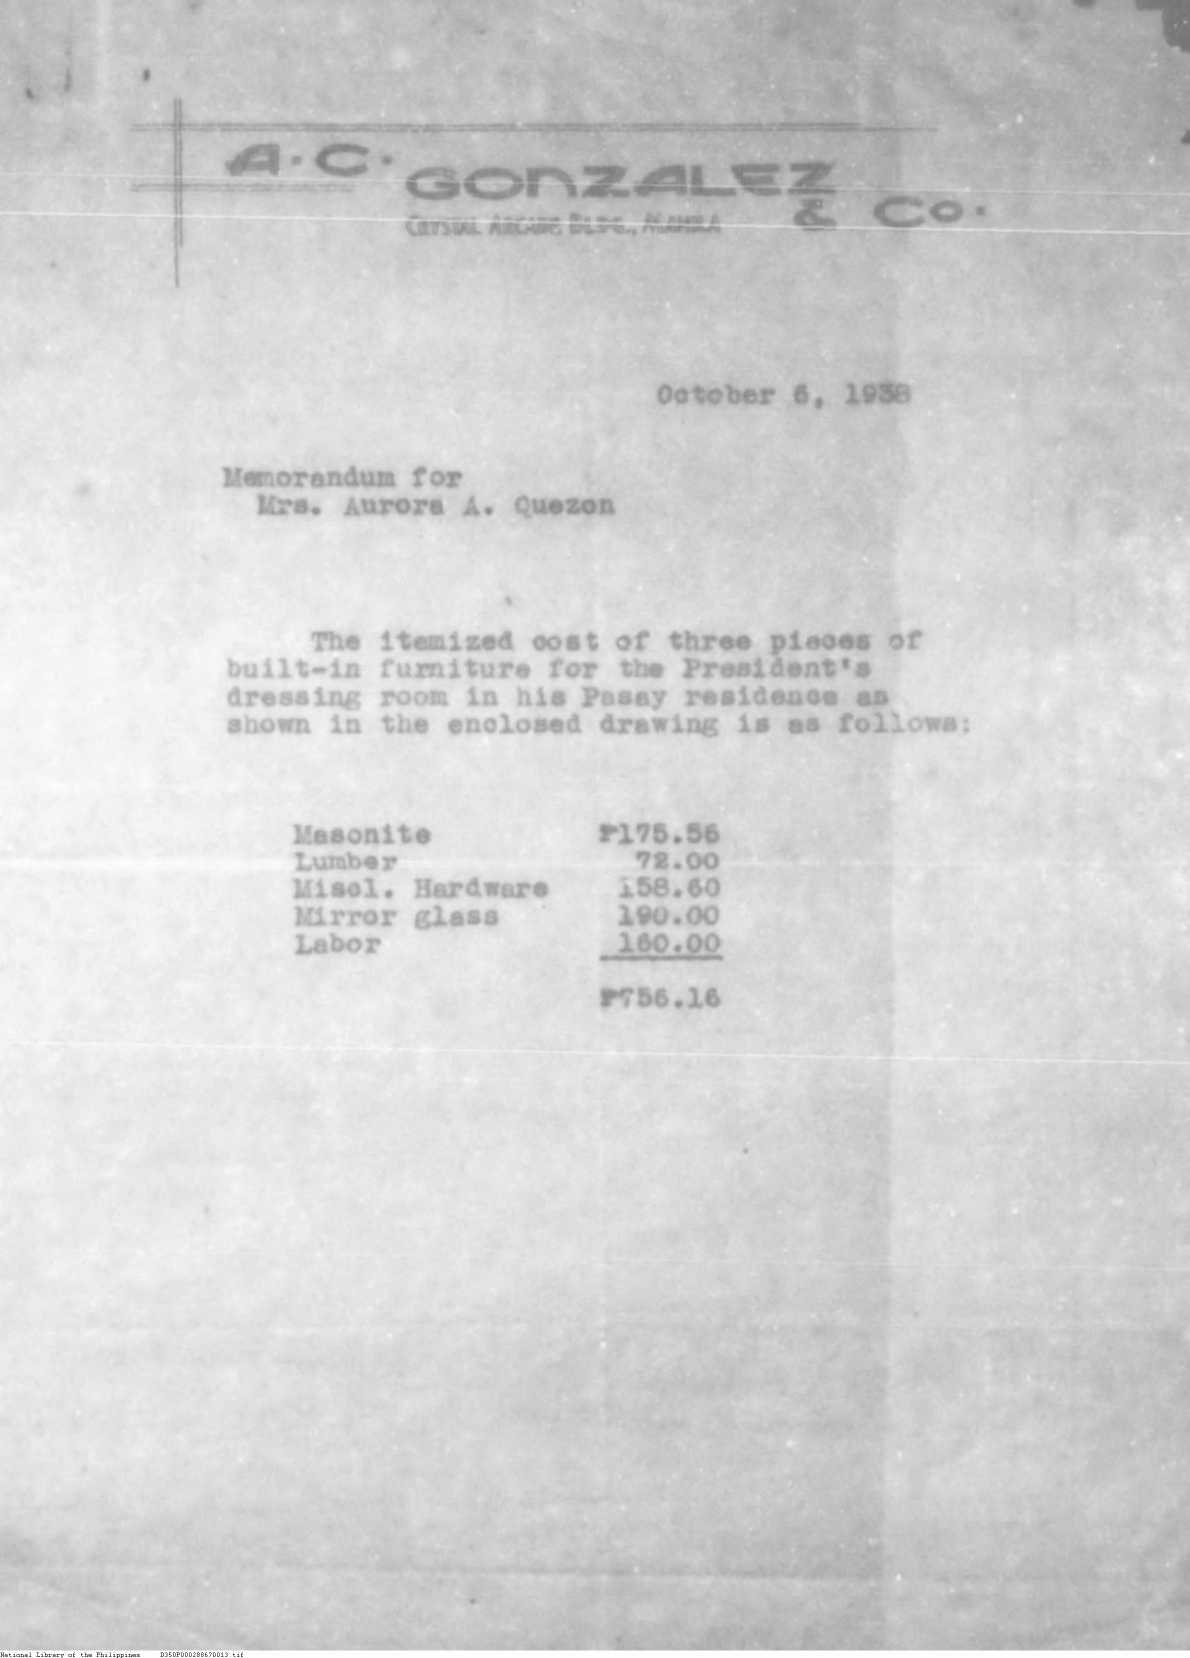 A. C. GONZALEZ & Co.
CRYSTAL ARCADE BLDG., MANILA
October 6, 1938
Memorandum for
Mrs. Aurora A. Quezon
The itemized cost of three pieces of
built-in furniture for the President's
dressing room in his Pasay residence as
shown in the enclosed drawing is as follows:
Masonite ₱175.56
Lumber 72.00
Miscl. Hardware 158.60
Mirror glass 190.00
Labor 160.00
₱756.16
National Library of the Philippines D350P000288670013.tif